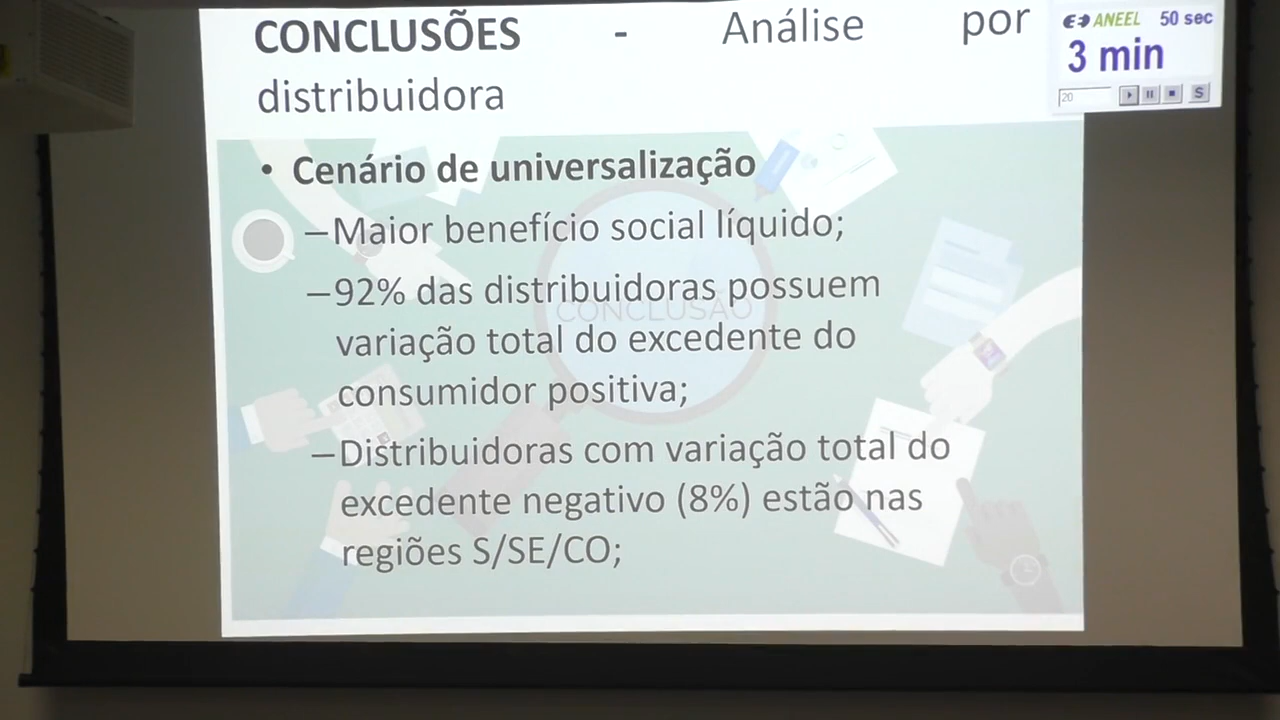 CONCLUSÕES - Análise por
distribuidora
ANEEL 50 sec
3 min
20
S
• Cenário de universalização
–Maior benefício social líquido;
–92% das distribuidoras possuem
variação total do excedente do
consumidor positiva;
CONCLUSÃO
–Distribuidoras com variação total do
excedente negativo (8%) estão nas
regiões S/SE/CO;